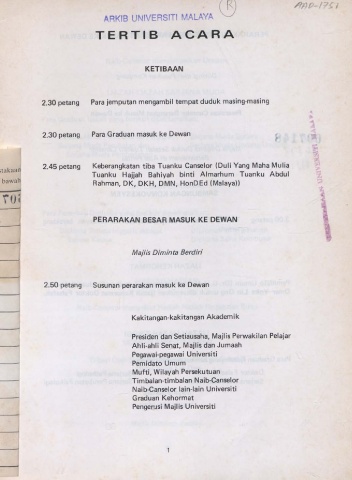 ARKIB UNIVERSITI MALAYA
R
TERTIB ACARA
KETIBAAN
2.30 petang Para jemputan mengambil tempat duduk masing-masing
2.30 petang Para Graduan masuk ke Dewan
2.45 petang Keberangkatan tiba Tuanku Canselor (Duli Yang Maha Mulia
Tuanku Hajjah Bahiyah binti Almarhum Tuanku Abdul
Rahman, DK, DKH, DMN, HonDEd (Malaya))
PERARAKAN BESAR MASUK KE DEWAN
Majlis Diminta Berdiri
2.50 petang Susunan perarakan masuk ke Dewan
Kakitangan-kakitangan Akademik
Presiden dan Setiausaha, Majlis Perwakilan Pelajar
Ahli-ahli Senat, Majlis dan Jumaah
Pegawai-pegawai Universiti
Pemidato Umum
Mufti, Wilayah Persekutuan
Timbalan-timbalan Naib-Canselor
Naib-Canselor lain-lain Universiti
Graduan Kehormat
Pengerusi Majlis Universiti
1